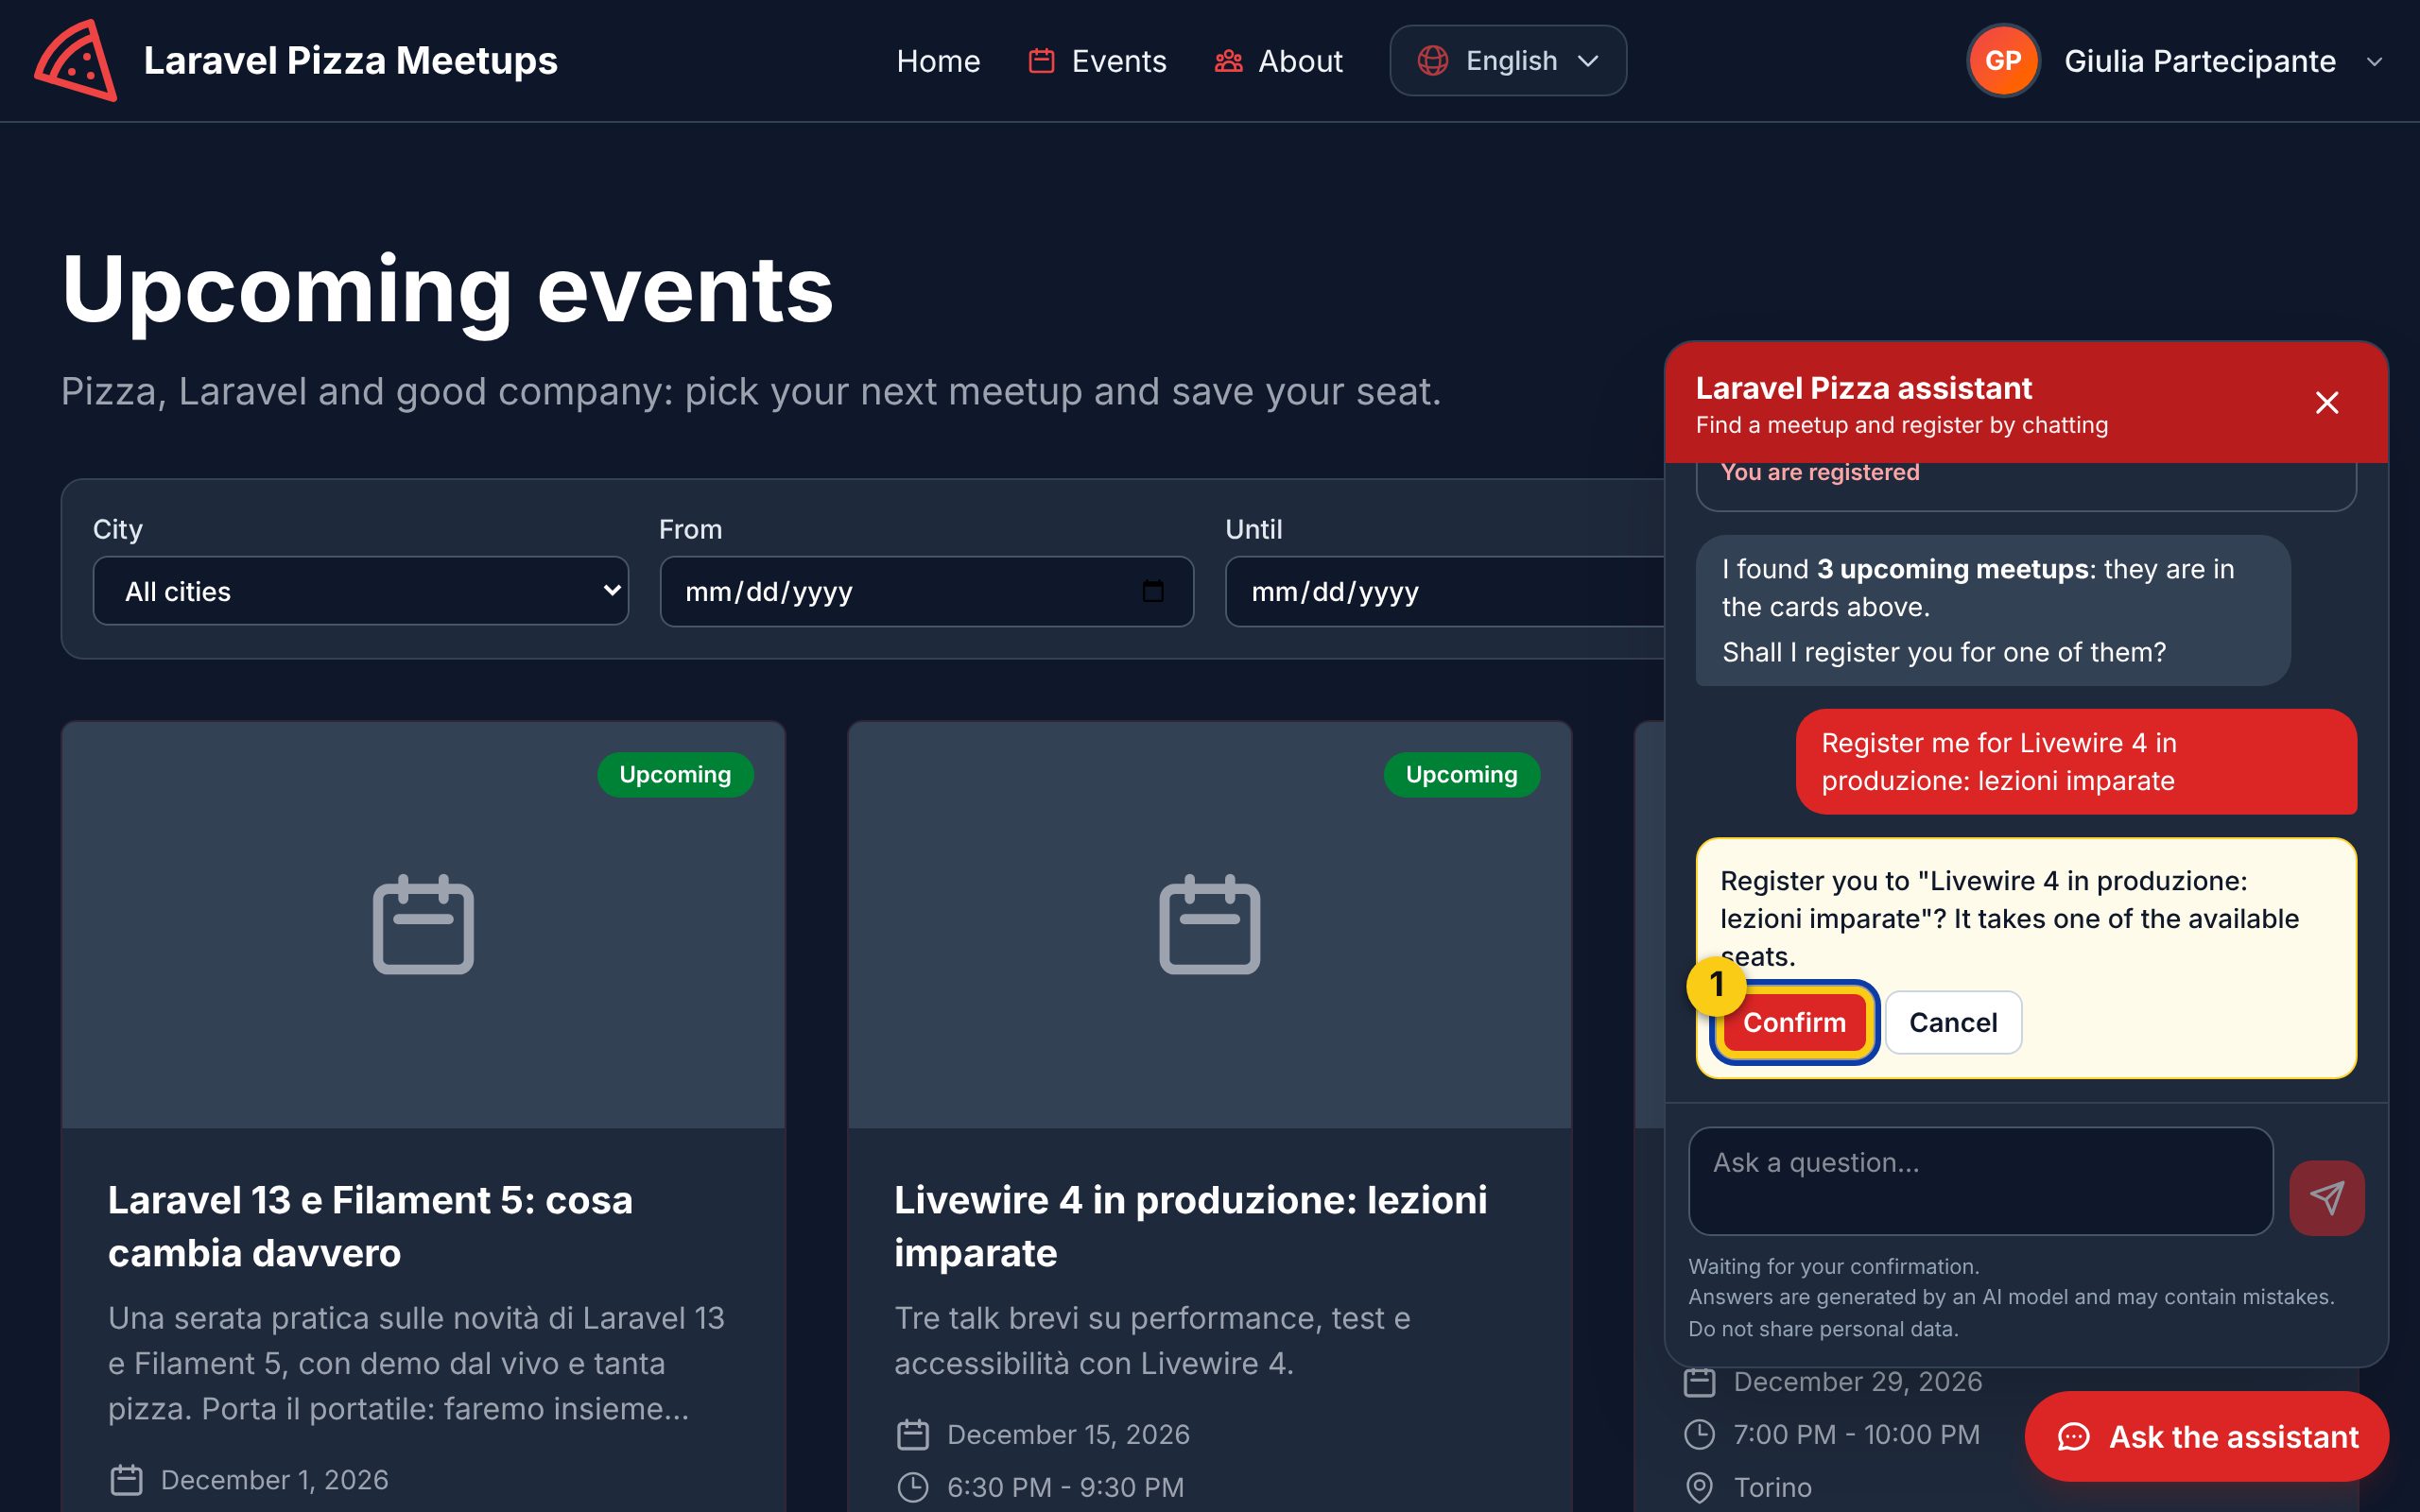 Laravel Pizza Meetups
Home
Events
About
English
GP
Giulia Partecipante
Upcoming events
Pizza, Laravel and good company: pick your next meetup and save your seat.
City
All cities
From
mm/dd/yyyy
Until
mm/dd/yyyy
Upcoming
Laravel 13 e Filament 5: cosa
cambia davvero
Una serata pratica sulle novità di Laravel 13
e Filament 5, con demo dal vivo e tanta
pizza. Porta il portatile: faremo insieme...
December 1, 2026
Upcoming
Livewire 4 in produzione: lezioni
imparate
Tre talk brevi su performance, test e
accessibilità con Livewire 4.
December 15, 2026
6:30 PM - 9:30 PM
December 29, 2026
7:00 PM - 10:00 PM
Torino
Laravel Pizza assistant
Find a meetup and register by chatting
You are registered
I found 3 upcoming meetups: they are in
the cards above.
Shall I register you for one of them?
Register me for Livewire 4 in
produzione: lezioni imparate
Register you to "Livewire 4 in produzione:
lezioni imparate"? It takes one of the available
seats.
1
Confirm
Cancel
Ask a question...
Waiting for your confirmation.
Answers are generated by an AI model and may contain mistakes.
Do not share personal data.
Ask the assistant